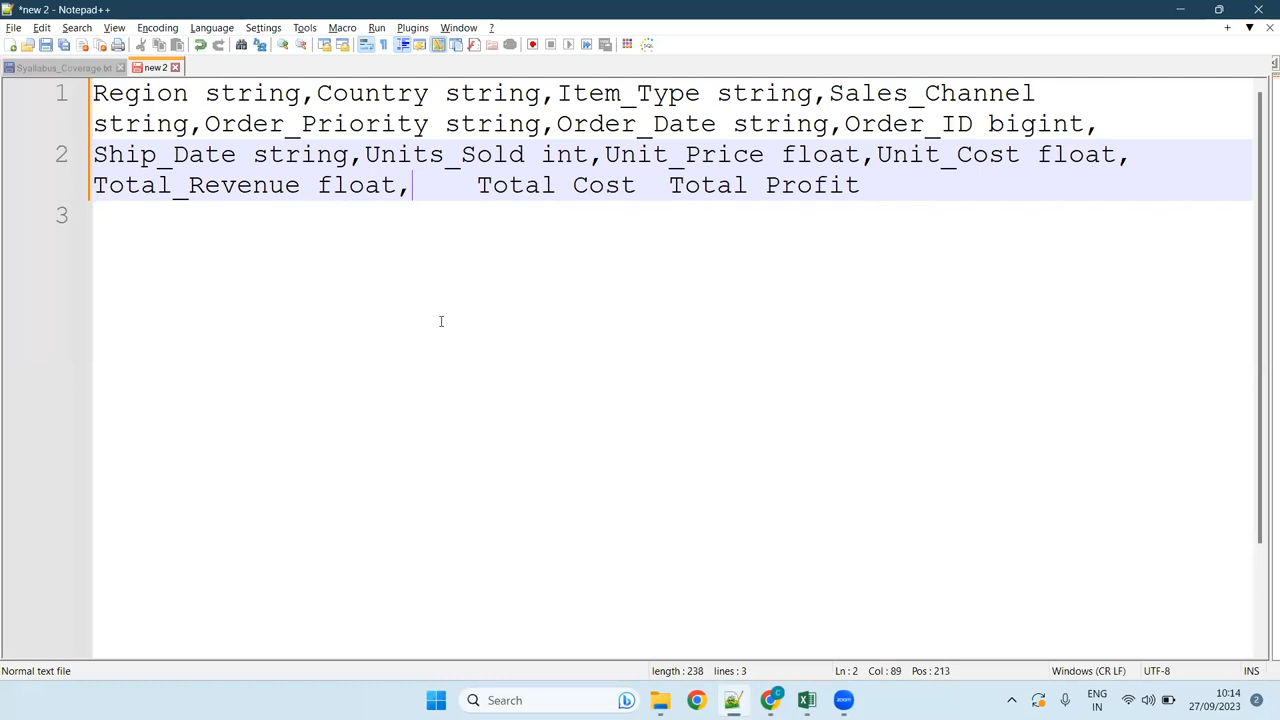 *new 2 - Notepad++
File Edit Search View Encoding Language Settings Tools Macro Run Plugins Window ?
Syallabus_Coverage.txt new 2
1 Region string,Country string,Item_Type string,Sales_Channel
string,Order_Priority string,Order_Date string,Order_ID bigint,
2 Ship_Date string,Units_Sold int,Unit_Price float,Unit_Cost float,
Total_Revenue float, Total Cost Total Profit
3
Normal text file length : 238 lines : 3 Ln : 2 Col : 89 Pos : 213 Windows (CR LF) UTF-8 INS
Search ENG IN 10:14 27/09/2023 2